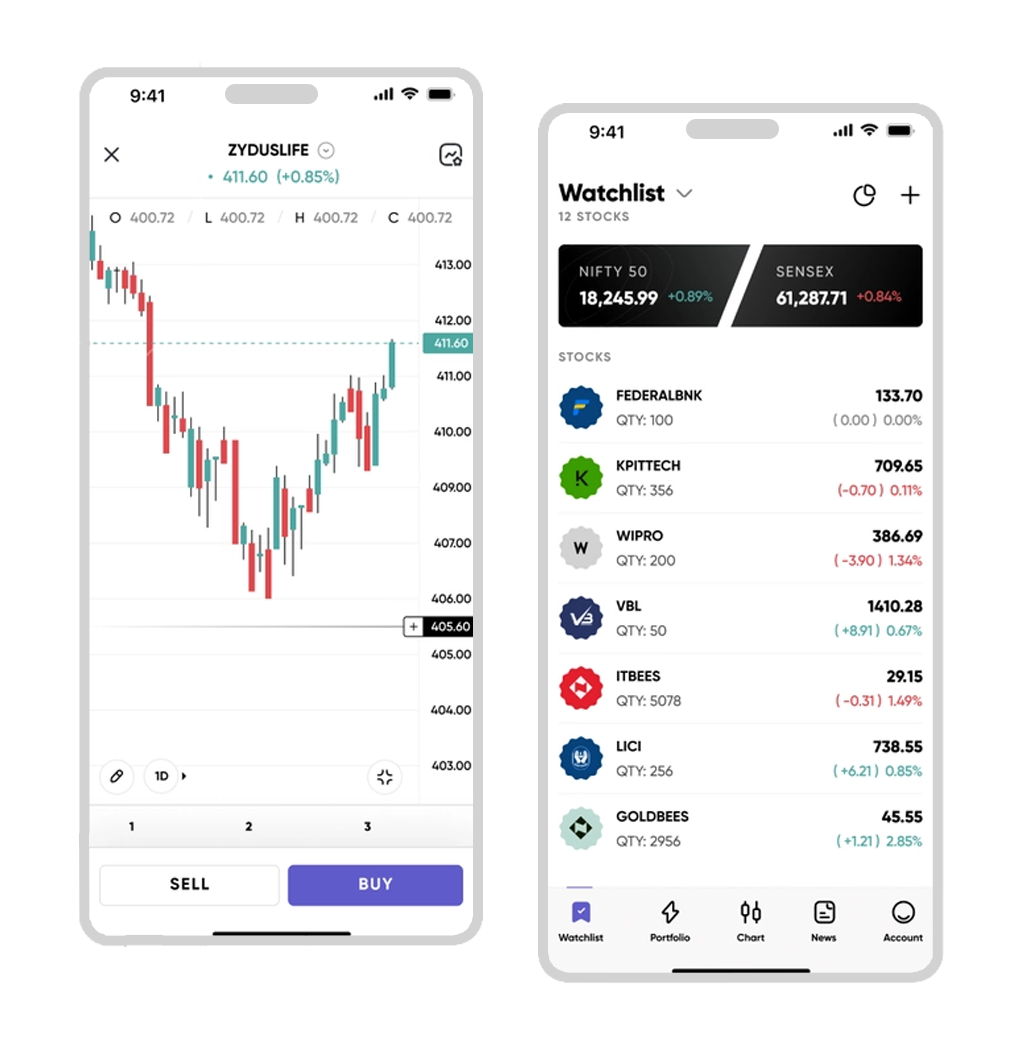 9:41
ZYDUSLIFE
• 411.60 (+0.85%)
O 400.72 / L 400.72 / H 400.72 / C 400.72
413.00
412.00
411.60
411.00
410.00
409.00
407.00
406.00
+ 405.60
405.00
404.00
403.00
1D
1 2 3
SELL BUY
9:41
Watchlist
12 STOCKS
NIFTY 50 SENSEX
18,245.99 +0.89% 61,287.71 +0.84%
STOCKS
FEDERALBNK 133.70
QTY: 100 (0.00) 0.00%
K
KPITTECH 709.65
QTY: 356 (-0.70) 0.11%
W
WIPRO 386.69
QTY: 200 (-3.90) 1.34%
VBL 1410.28
QTY: 50 (+8.91) 0.67%
ITBEES 29.15
QTY: 5078 (-0.31) 1.49%
LICI 738.55
QTY: 256 (+6.21) 0.85%
GOLDBEES 45.55
QTY: 2956 (+1.21) 2.85%
Watchlist Portfolio Chart News Account